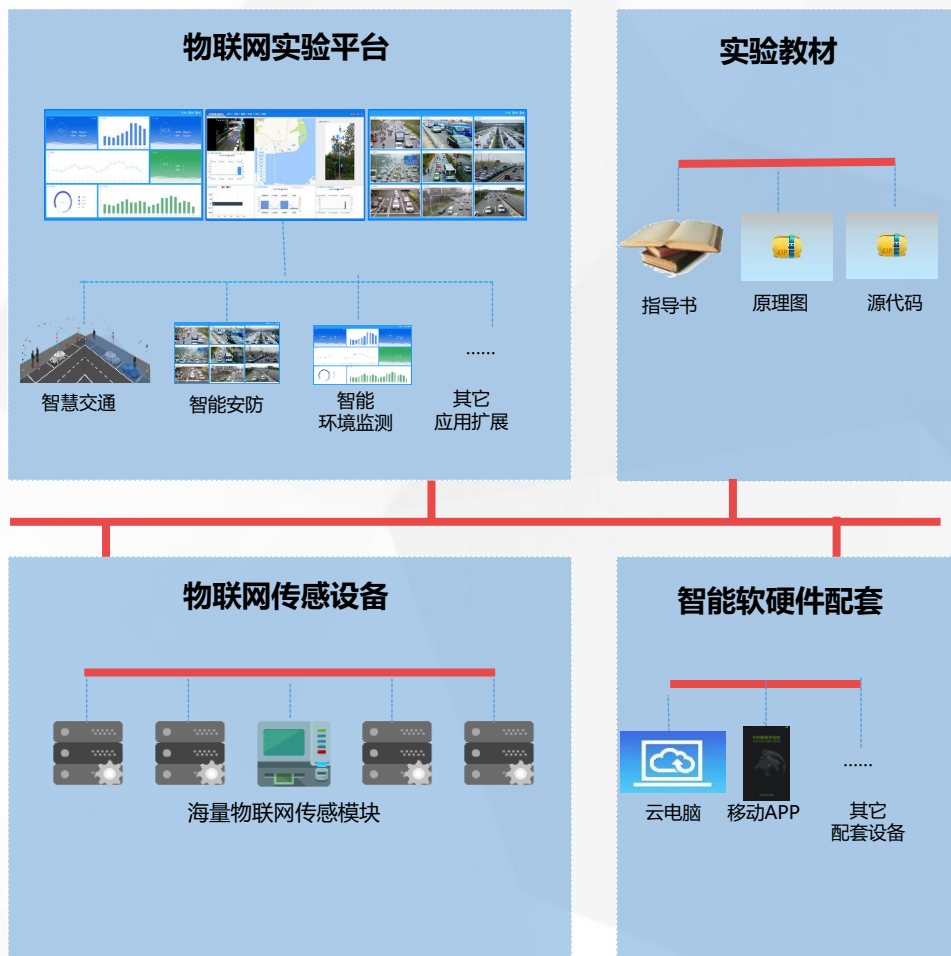 物联网实验平台
智慧交通
智能安防
智能
环境监测
......
其它
应用扩展
实验教材
指导书
原理图
源代码
物联网传感设备
海量物联网传感模块
智能软硬件配套
云电脑
移动APP
......
其它
配套设备